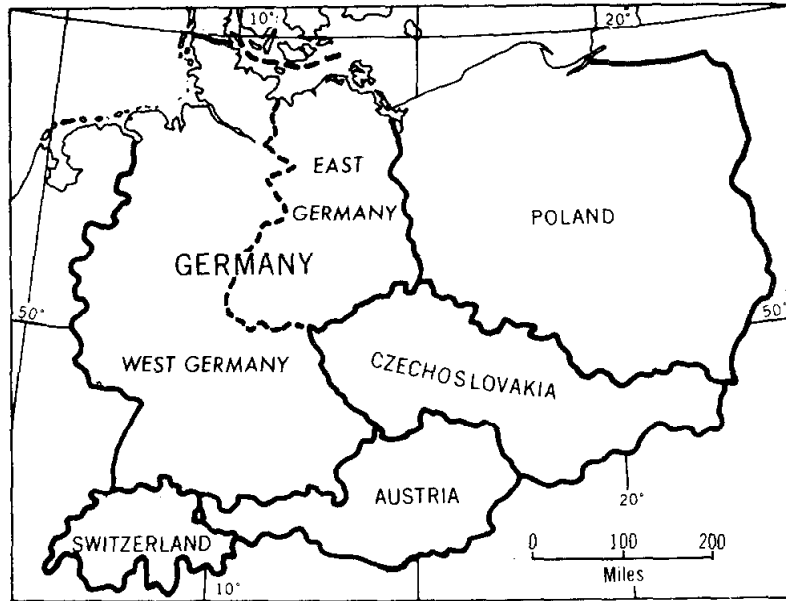 10°
20°
EAST
GERMANY
POLAND
GERMANY
50°
50°
WEST GERMANY
CZECHOSLOVAKIA
AUSTRIA
20°
SWITZERLAND
0 100 200
Miles
10°